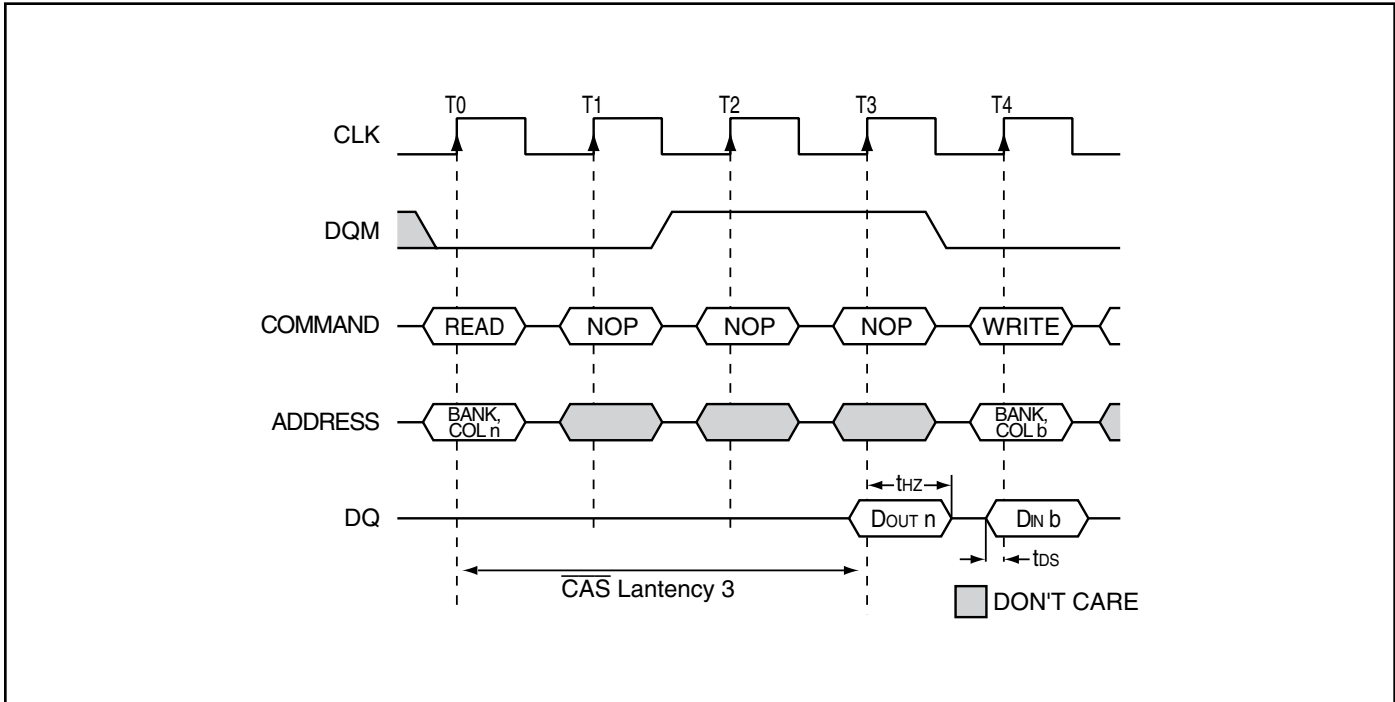 T0 T1 T2 T3 T4
CLK
DQM
COMMAND READ NOP NOP NOP WRITE
ADDRESS BANK, COL n BANK, COL b
tHZ
DQ DOUT n DIN b
tDS
CAS Lantency 3
DON'T CARE